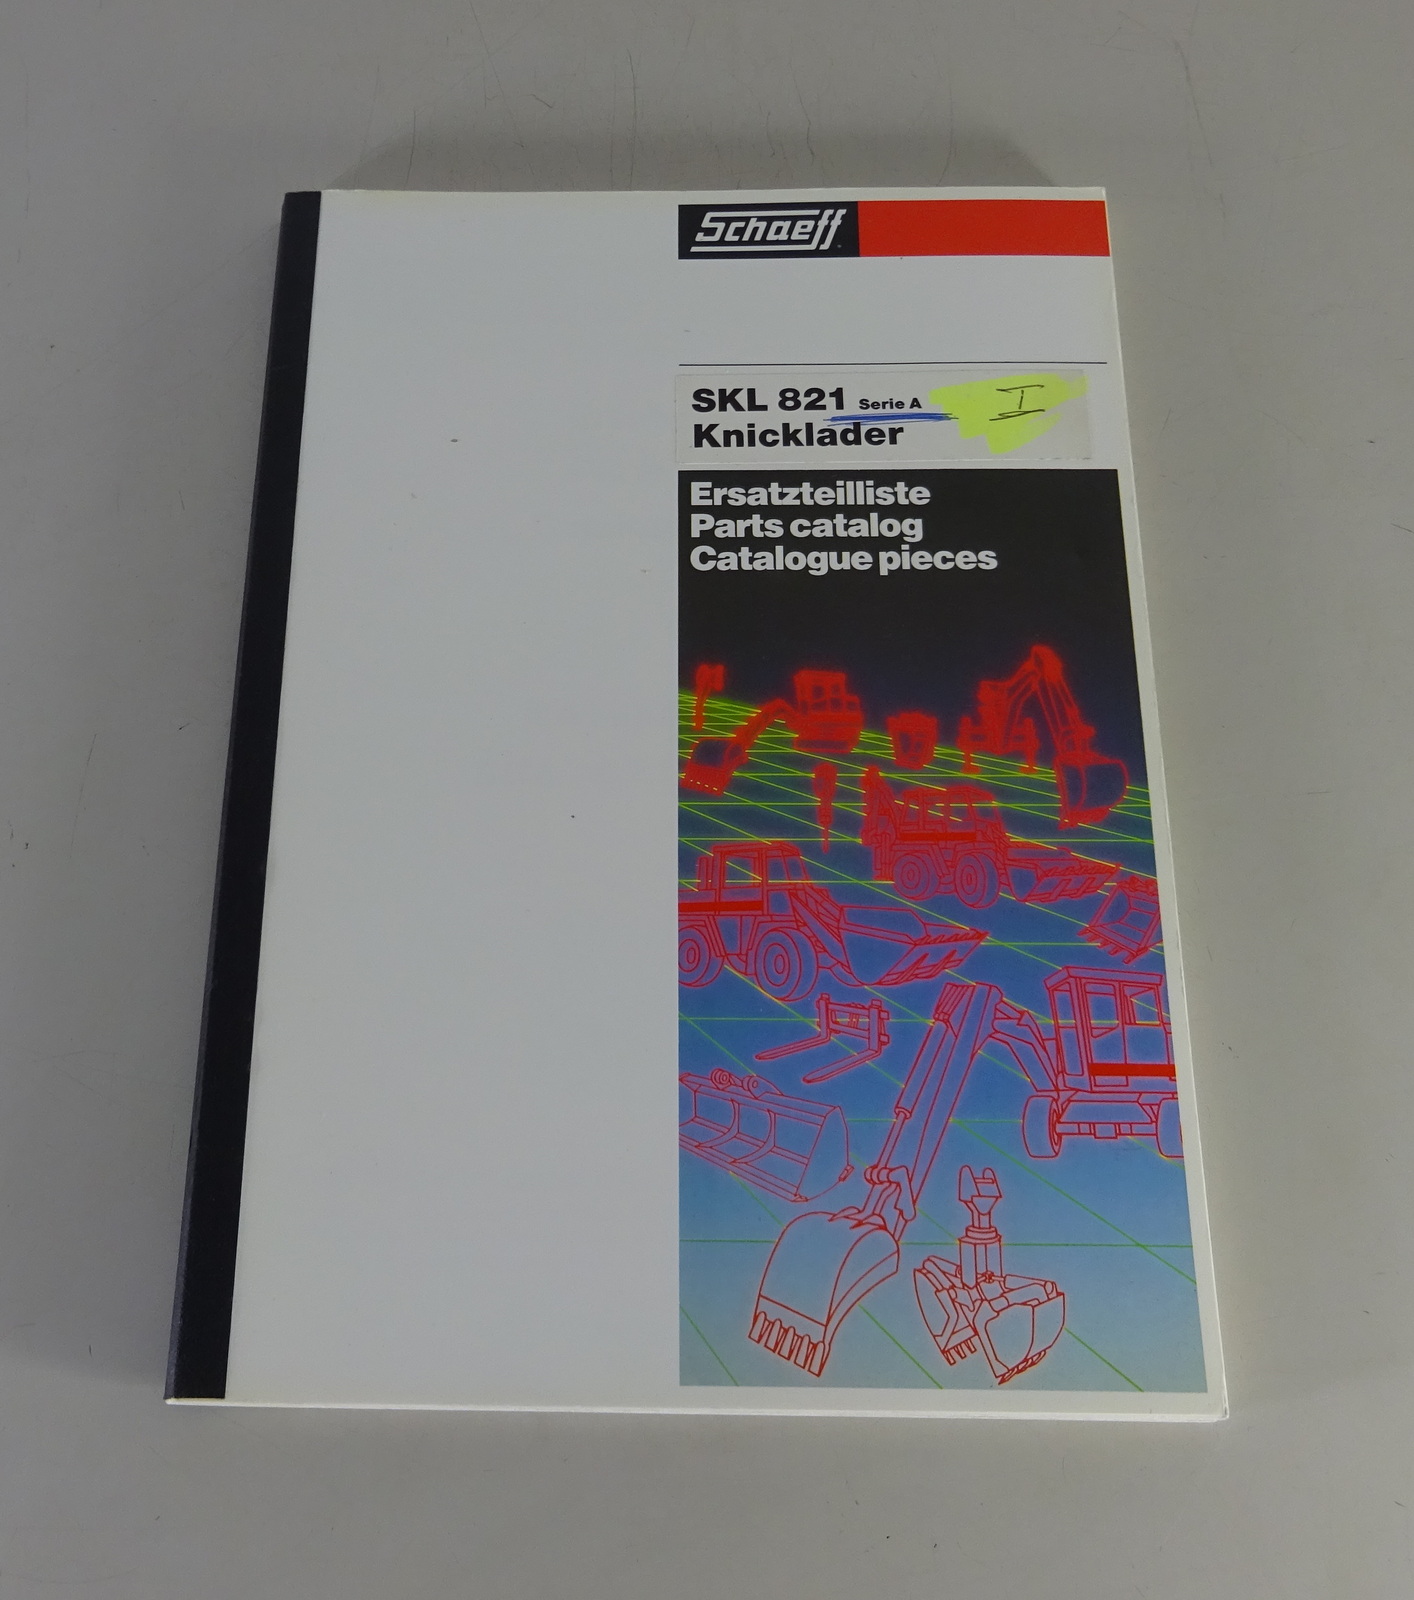 Schaeff
SKL 821 Serie A I
Knicklader
Ersatzteilliste
Parts catalog
Catalogue pieces